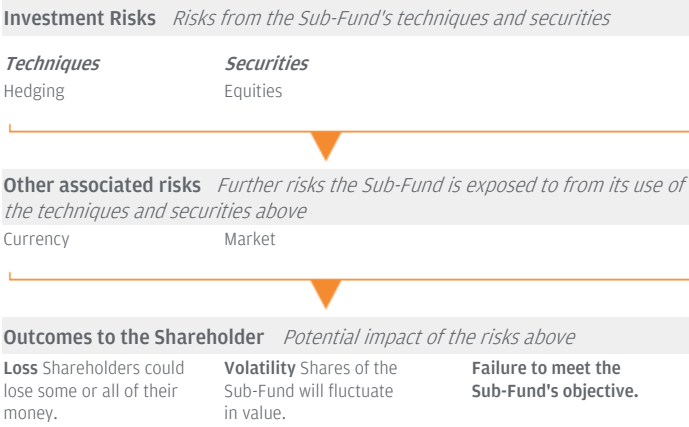 Investment Risks Risks from the Sub-Fund's techniques and securities
Techniques Securities
Hedging Equities
Other associated risks Further risks the Sub-Fund is exposed to from its use of
the techniques and securities above
Currency Market
Outcomes to the Shareholder Potential impact of the risks above
Loss Shareholders could
lose some or all of their
money.
Volatility Shares of the
Sub-Fund will fluctuate
in value.
Failure to meet the
Sub-Fund's objective.